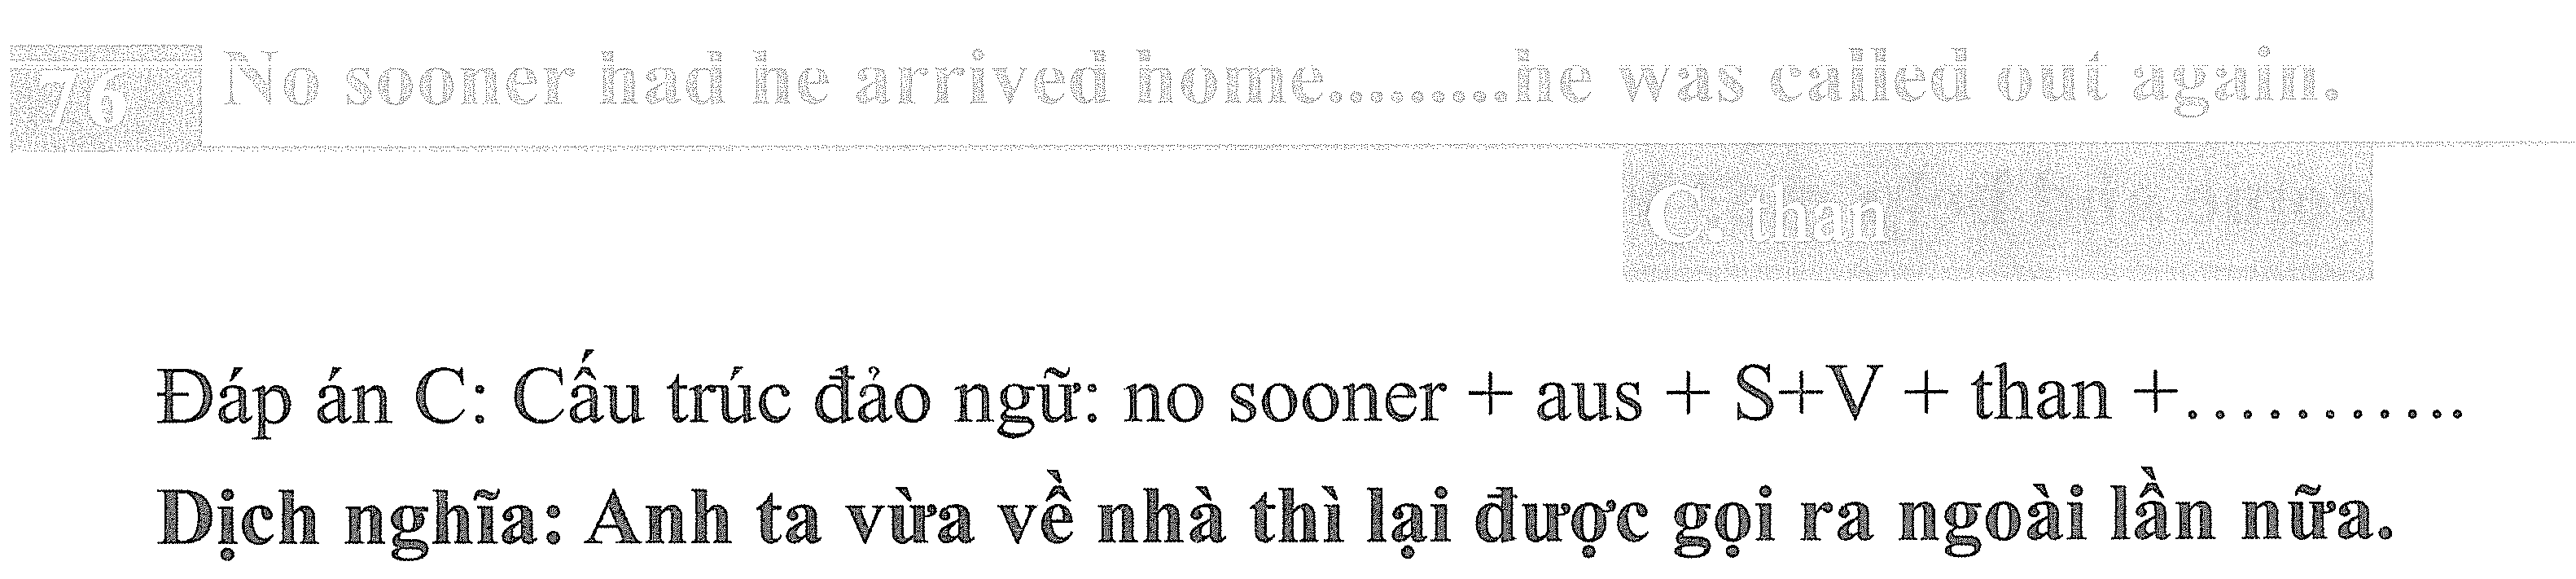 76 No sooner had he arrived home.........he was called out again.
C. than
Đáp án C: Cấu trúc đảo ngữ: no sooner + aus + S+V + than +...........
Dịch nghĩa: Anh ta vừa về nhà thì lại được gọi ra ngoài lần nữa.